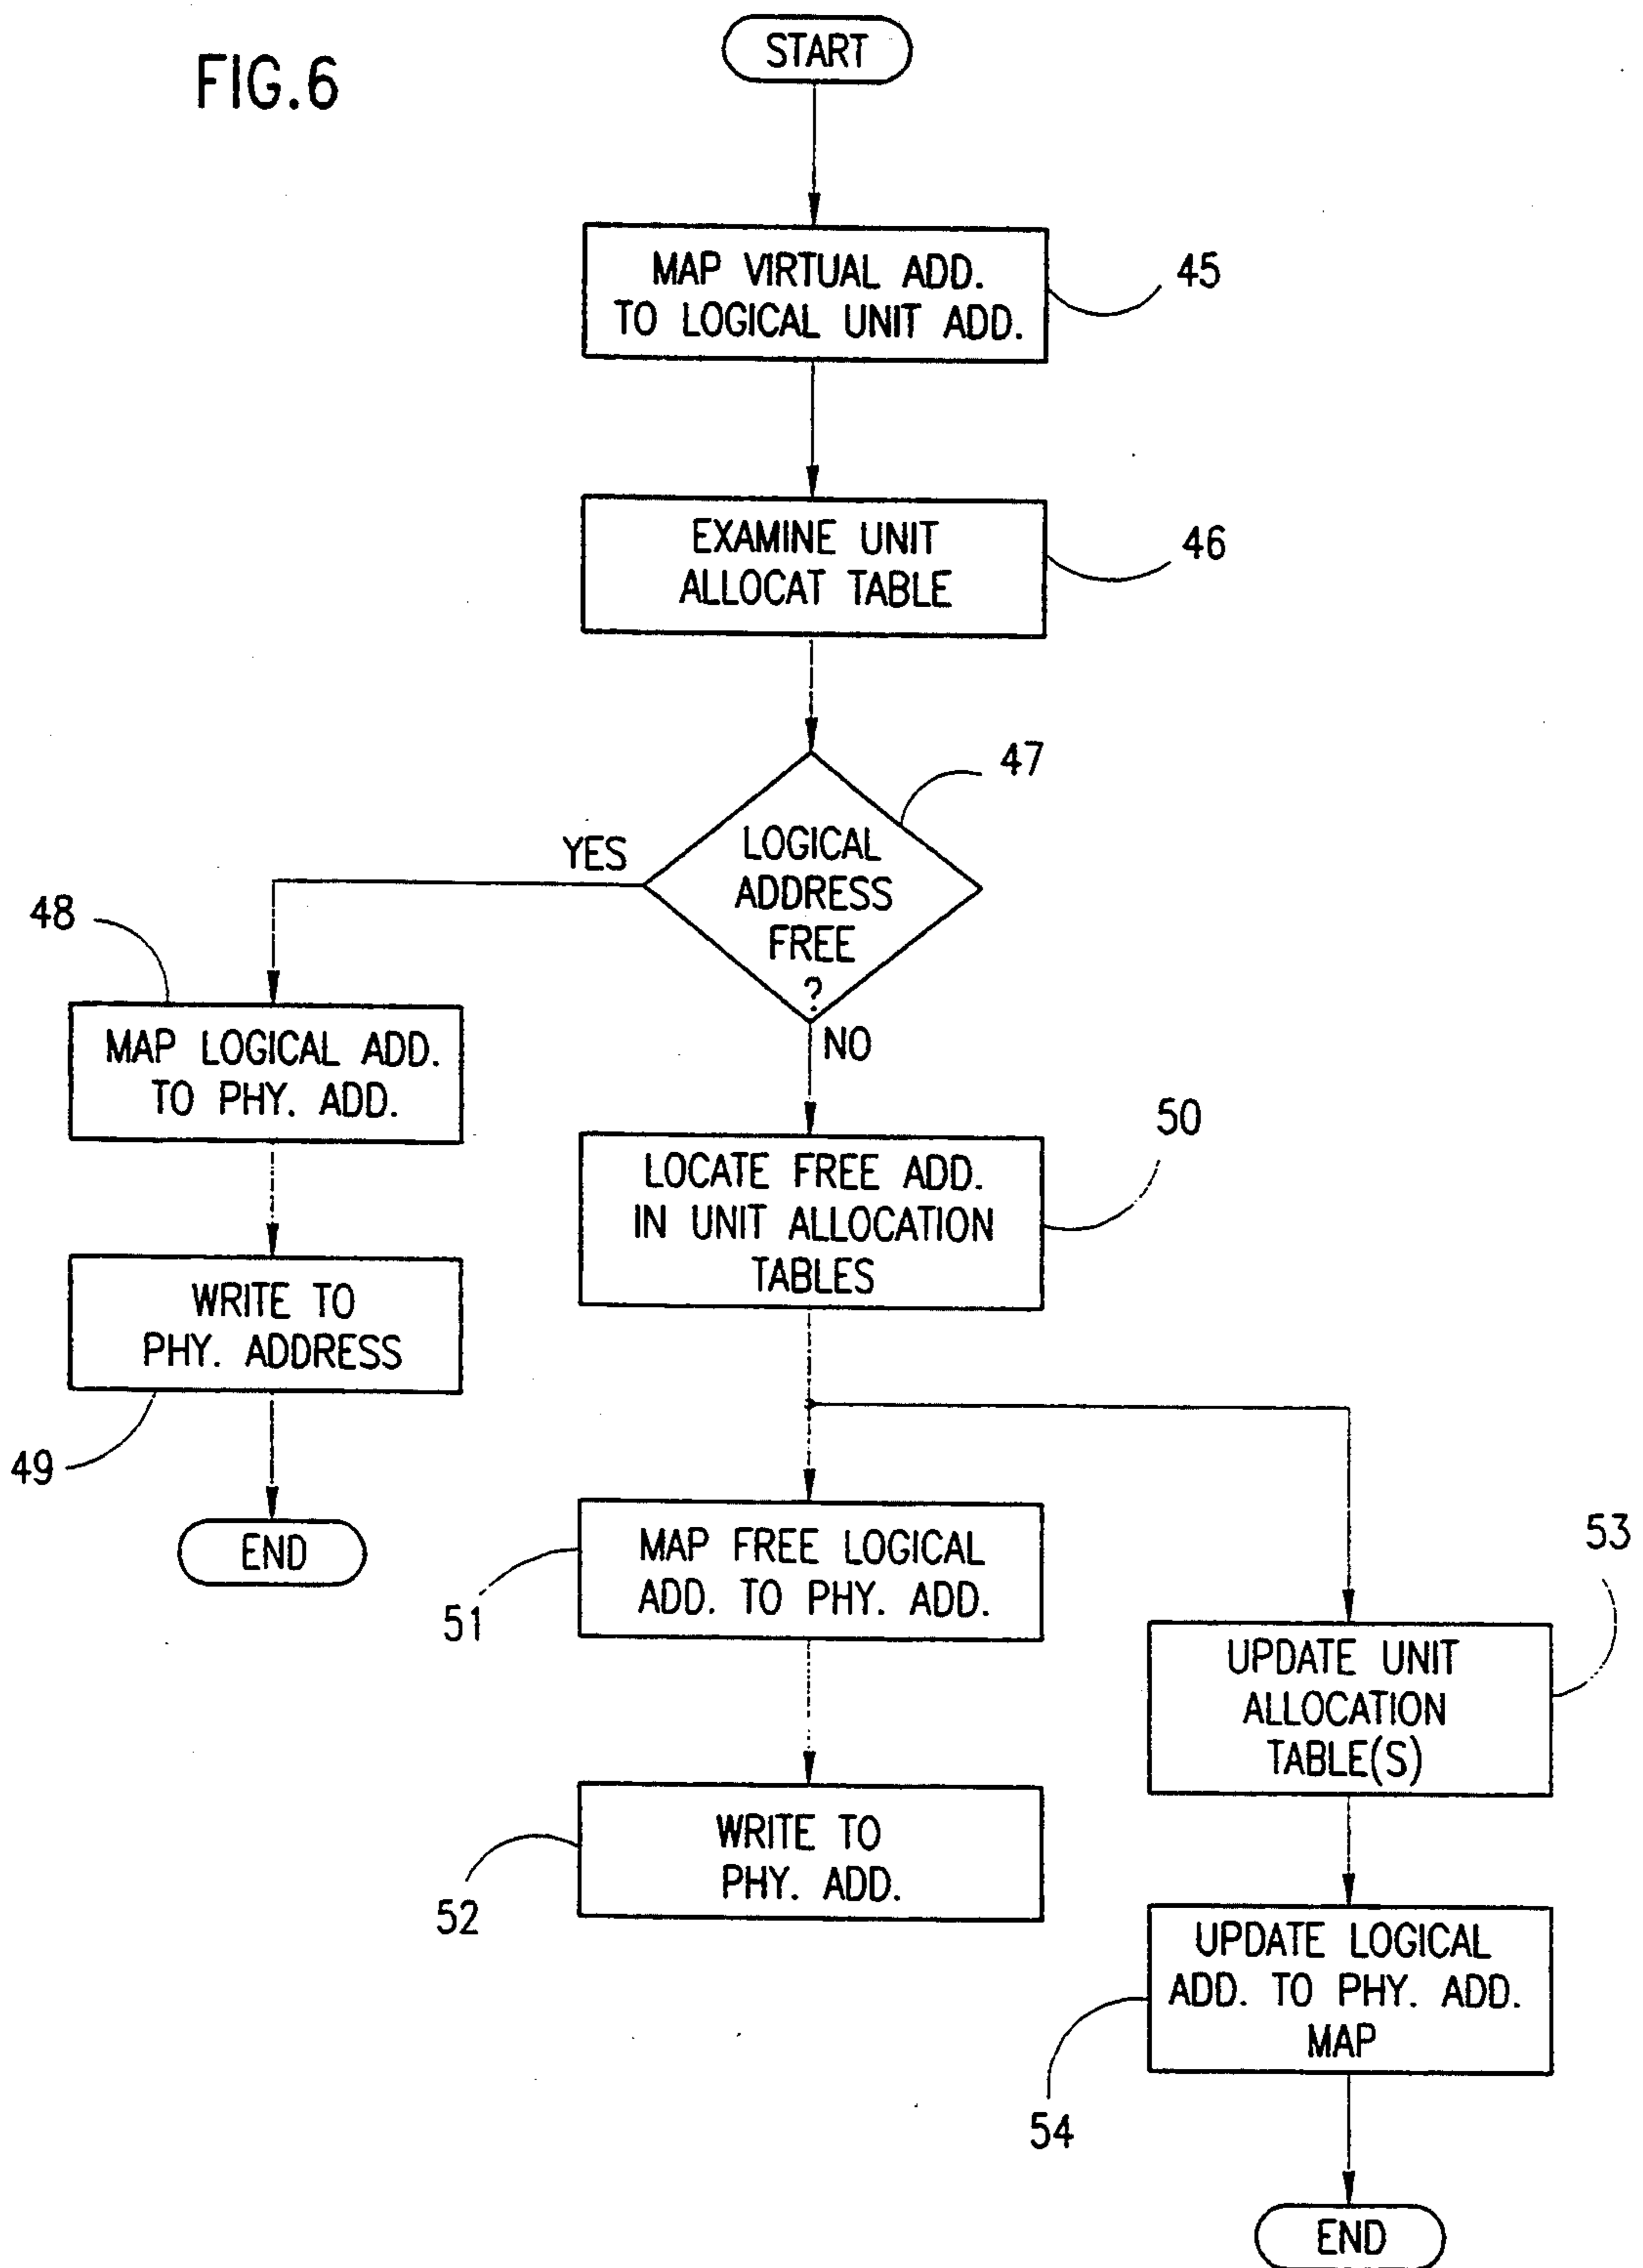 FIG.6
START
MAP VIRTUAL ADD.
TO LOGICAL UNIT ADD.
45
EXAMINE UNIT
ALLOCAT TABLE
46
47
LOGICAL
ADDRESS
FREE
?
YES
NO
48
MAP LOGICAL ADD.
TO PHY. ADD.
WRITE TO
PHY. ADDRESS
49
END
50
LOCATE FREE ADD.
IN UNIT ALLOCATION
TABLES
MAP FREE LOGICAL
ADD. TO PHY. ADD.
51
WRITE TO
PHY. ADD.
52
53
UPDATE UNIT
ALLOCATION
TABLE(S)
UPDATE LOGICAL
ADD. TO PHY. ADD.
MAP
54
END